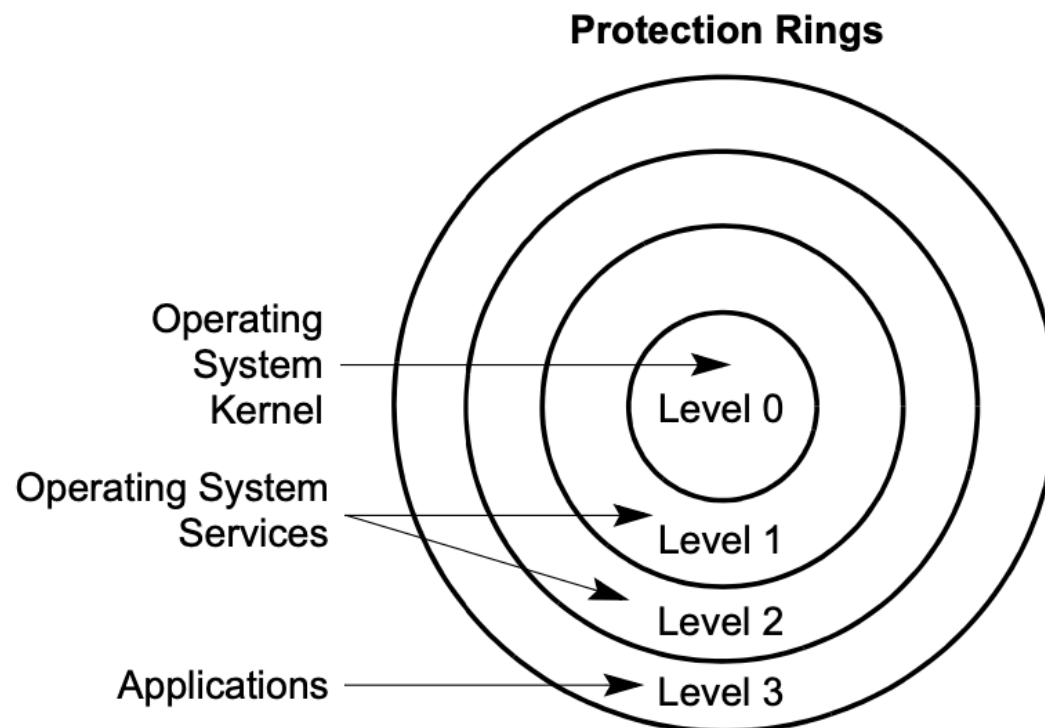 Protection Rings
Operating
System
Kernel
Level 0
Operating System
Services
Level 1
Level 2
Applications
Level 3